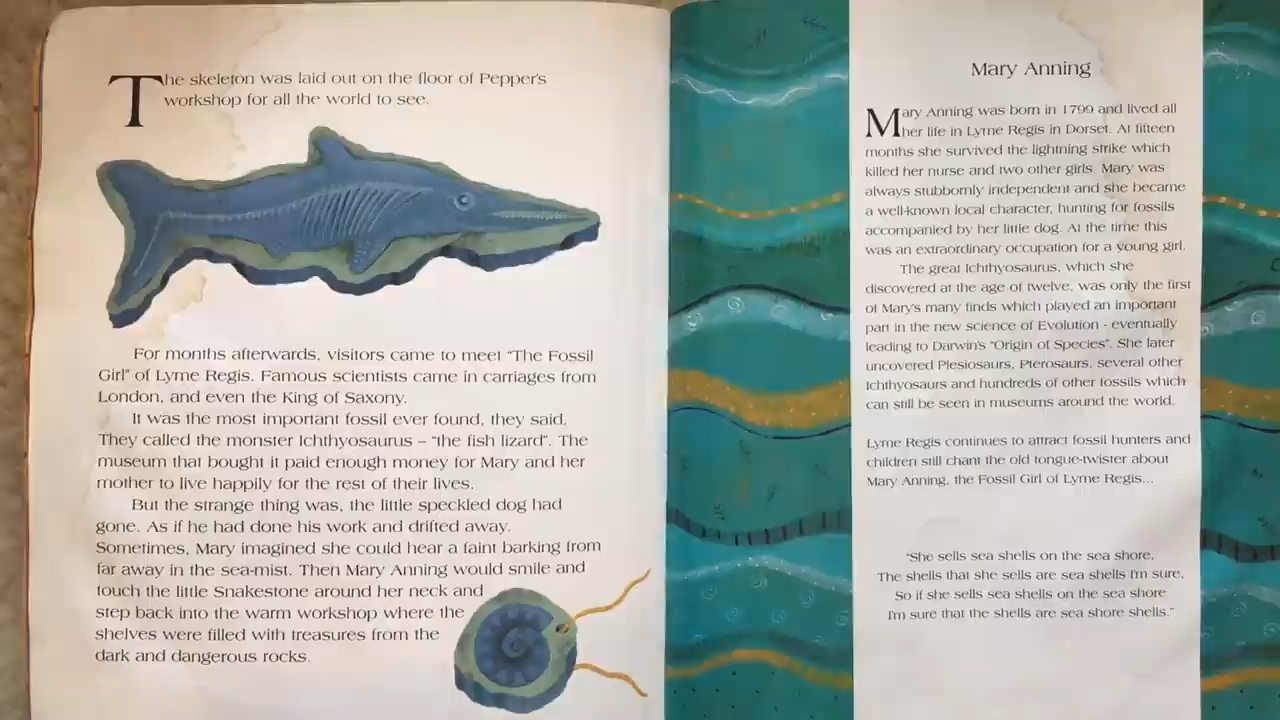 The skeleton was laid out on the floor of Pepper's
workshop for all the world to see.
For months afterwards, visitors came to meet "The Fossil
Girl" of Lyme Regis. Famous scientists came in carriages from
London, and even the King of Saxony.
It was the most important fossil ever found, they said.
They called the monster Ichthyosaurus – "the fish lizard". The
museum that bought it paid enough money for Mary and her
mother to live happily for the rest of their lives.
But the strange thing was, the little speckled dog had
gone. As if he had done his work and drifted away.
Sometimes, Mary imagined she could hear a faint barking from
far away in the sea-mist. Then Mary Anning would smile and
touch the little Snakestone around her neck and
step back into the warm workshop where the
shelves were filled with treasures from the
dark and dangerous rocks.
Mary Anning
Mary Anning was born in 1799 and lived all
her life in Lyme Regis in Dorset. At fifteen
months she survived the lightning strike which
killed her nurse and two other girls. Mary was
always stubbornly independent and she became
a well-known local character, hunting for fossils
accompanied by her little dog. At the time this
was an extraordinary occupation for a young girl.
The great Ichthyosaurus, which she
discovered at the age of twelve, was only the first
of Mary's many finds which played an important
part in the new science of Evolution - eventually
leading to Darwin's "Origin of Species". She later
uncovered Plesiosaurs, Pterosaurs, several other
Ichthyosaurs and hundreds of other fossils which
can still be seen in museums around the world.
Lyme Regis continues to attract fossil hunters and
children still chant the old tongue-twister about
Mary Anning, the Fossil Girl of Lyme Regis...
"She sells sea shells on the sea shore,
The shells that she sells are sea shells I'm sure,
So if she sells sea shells on the sea shore
I'm sure that the shells are sea shore shells."